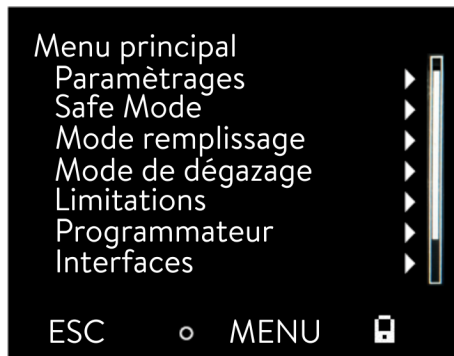 Menu principal
Paramètrages
Safe Mode
Mode remplissage
Mode de dégazage
Limitations
Programmateur
Interfaces
ESC MENU